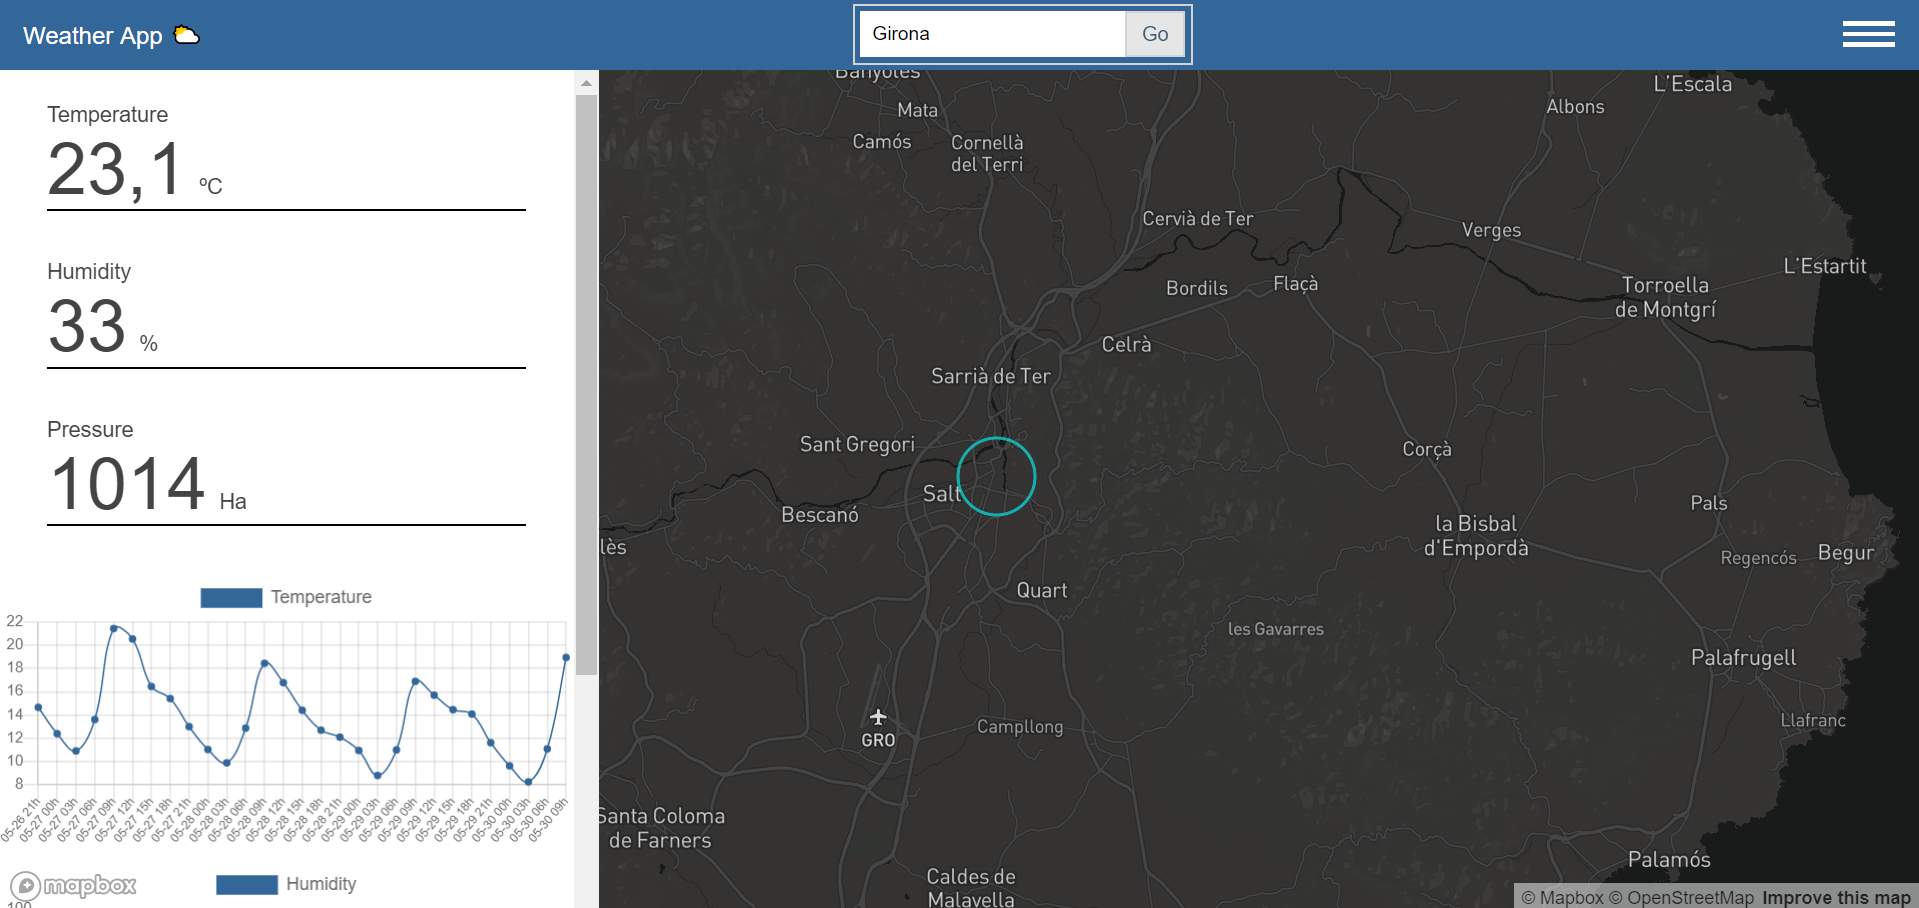 Weather App
Girona
Go
Temperature
23,1 ºC
Humidity
33 %
Pressure
1014 Ha
Temperature
22
20
18
16
14
12
10
8
05-26 21h
05-27 00h
05-27 03h
05-27 06h
05-27 09h
05-27 12h
05-27 15h
05-27 18h
05-27 21h
05-28 00h
05-28 03h
05-28 06h
05-28 09h
05-28 12h
05-28 15h
05-28 18h
05-28 21h
05-29 00h
05-29 03h
05-29 06h
05-29 09h
05-29 12h
05-29 15h
05-29 18h
05-29 21h
05-30 00h
05-30 03h
05-30 06h
05-30 09h
mapbox
Humidity
100
Banyoles
L'Escala
Mata
Albons
Camós
Cornellà
del Terri
Cervià de Ter
Verges
L'Estartit
Bordils
Flaçà
Torroella
de Montgrí
Celrà
Sarrià de Ter
Sant Gregori
Corçà
Salt
Bescanó
Pals
la Bisbal
d'Empordà
lès
Regencós
Begur
Quart
les Gavarres
Palafrugell
GRO
Campllong
Llafranc
Santa Coloma
de Farners
Palamós
Caldes de
Malavella
© Mapbox © OpenStreetMap Improve this map